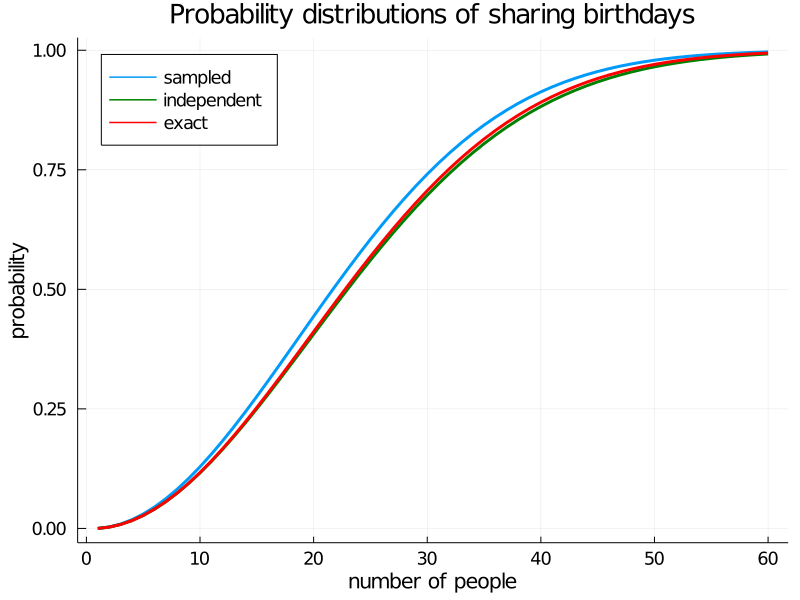 Probability distributions of sharing birthdays
1.00
0.75
0.50
0.25
0.00
probability
sampled
independent
exact
0 10 20 30 40 50 60
number of people